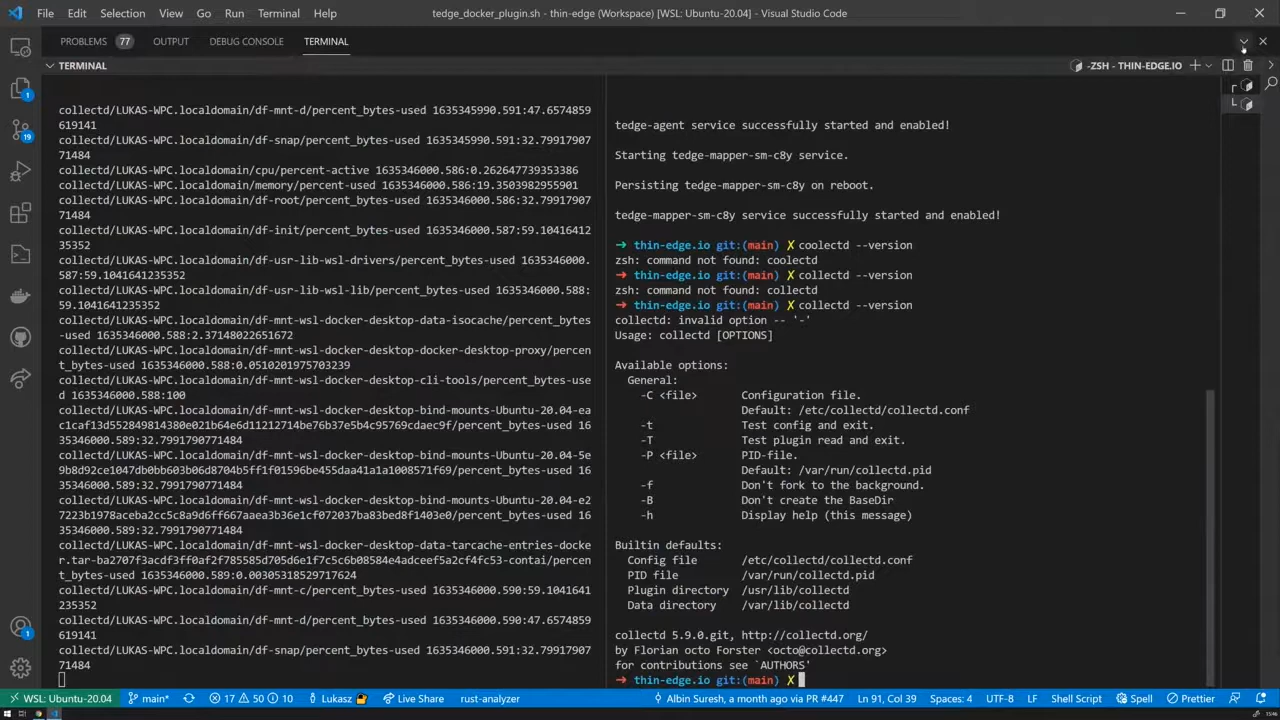 File Edit Selection View Go Run Terminal Help
tedge_docker_plugin.sh - thin-edge (Workspace) [WSL: Ubuntu-20.04] - Visual Studio Code
PROBLEMS 77 OUTPUT DEBUG CONSOLE TERMINAL
TERMINAL
-ZSH - THIN-EDGE.IO
1
19
1
collectd/LUKAS-WPC.localdomain/df-mnt-d/percent_bytes-used 1635345990.591:47.6574859
619141
collectd/LUKAS-WPC.localdomain/df-snap/percent_bytes-used 1635345990.591:32.79917907
71484
collectd/LUKAS-WPC.localdomain/cpu/percent-active 1635346000.586:0.262647739353386
collectd/LUKAS-WPC.localdomain/memory/percent-used 1635346000.586:19.3503982955901
collectd/LUKAS-WPC.localdomain/df-root/percent_bytes-used 1635346000.586:32.79917907
71484
collectd/LUKAS-WPC.localdomain/df-init/percent_bytes-used 1635346000.587:59.10416412
35352
collectd/LUKAS-WPC.localdomain/df-usr-lib-wsl-drivers/percent_bytes-used 1635346000.
587:59.1041641235352
collectd/LUKAS-WPC.localdomain/df-usr-lib-wsl-lib/percent_bytes-used 1635346000.588:
59.1041641235352
collectd/LUKAS-WPC.localdomain/df-mnt-wsl-docker-desktop-data-isocache/percent_bytes
-used 1635346000.588:2.37148022651672
collectd/LUKAS-WPC.localdomain/df-mnt-wsl-docker-desktop-docker-desktop-proxy/percen
t_bytes-used 1635346000.588:0.0510201975703239
collectd/LUKAS-WPC.localdomain/df-mnt-wsl-docker-desktop-cli-tools/percent_bytes-use
d 1635346000.588:100
collectd/LUKAS-WPC.localdomain/df-mnt-wsl-docker-desktop-bind-mounts-Ubuntu-20.04-ea
c1caf13d552849814380e021b64e6d11212714be76b37e5b4c95769cdaec9f/percent_bytes-used 16
35346000.589:32.7991790771484
collectd/LUKAS-WPC.localdomain/df-mnt-wsl-docker-desktop-bind-mounts-Ubuntu-20.04-5e
9b8d92ce1047db0bb603b06d8704b5ff1f01596be455daa41a1a1008571f69/percent_bytes-used 16
35346000.589:32.7991790771484
collectd/LUKAS-WPC.localdomain/df-mnt-wsl-docker-desktop-bind-mounts-Ubuntu-20.04-e2
7223b1978aceba2cc5c8a9d6ff667aaea3b36e1cf072037ba83bed8f1403e0/percent_bytes-used 16
35346000.589:32.7991790771484
collectd/LUKAS-WPC.localdomain/df-mnt-wsl-docker-desktop-data-tarcache-entries-docke
r.tar-ba2707f3acdf3ff0af2f785585d705d6e1f7c5c6b08584e4adceef5a2cf4fc53-contai/percen
t_bytes-used 1635346000.589:0.00305318529717624
collectd/LUKAS-WPC.localdomain/df-mnt-c/percent_bytes-used 1635346000.590:59.1041641
235352
collectd/LUKAS-WPC.localdomain/df-mnt-d/percent_bytes-used 1635346000.590:47.6574859
619141
collectd/LUKAS-WPC.localdomain/df-snap/percent_bytes-used 1635346000.591:32.79917907
71484
tedge-agent service successfully started and enabled!
Starting tedge-mapper-sm-c8y service.
Persisting tedge-mapper-sm-c8y on reboot.
tedge-mapper-sm-c8y service successfully started and enabled!
➜ thin-edge.io git:(main) ✗ coolectd --version
zsh: command not found: coolectd
➜ thin-edge.io git:(main) ✗ collectd --version
zsh: command not found: collectd
➜ thin-edge.io git:(main) ✗ collectd --version
collectd: invalid option -- '-'
Usage: collectd [OPTIONS]
Available options:
General:
-C <file> Configuration file.
Default: /etc/collectd/collectd.conf
-t Test config and exit.
-T Test plugin read and exit.
-P <file> PID-file.
Default: /var/run/collectd.pid
-f Don't fork to the background.
-B Don't create the BaseDir
-h Display help (this message)
Builtin defaults:
Config file /etc/collectd/collectd.conf
PID file /var/run/collectd.pid
Plugin directory /usr/lib/collectd
Data directory /var/lib/collectd
collectd 5.9.0.git, http://collectd.org/
by Florian octo Forster <octo@collectd.org>
for contributions see `AUTHORS'
➜ thin-edge.io git:(main) ✗
WSL: Ubuntu-20.04 main* 17 50 10 Lukasz Live Share rust-analyzer Albin Suresh, a month ago via PR #447 Ln 91, Col 39 Spaces: 4 UTF-8 LF Shell Script Spell Prettier
15:46